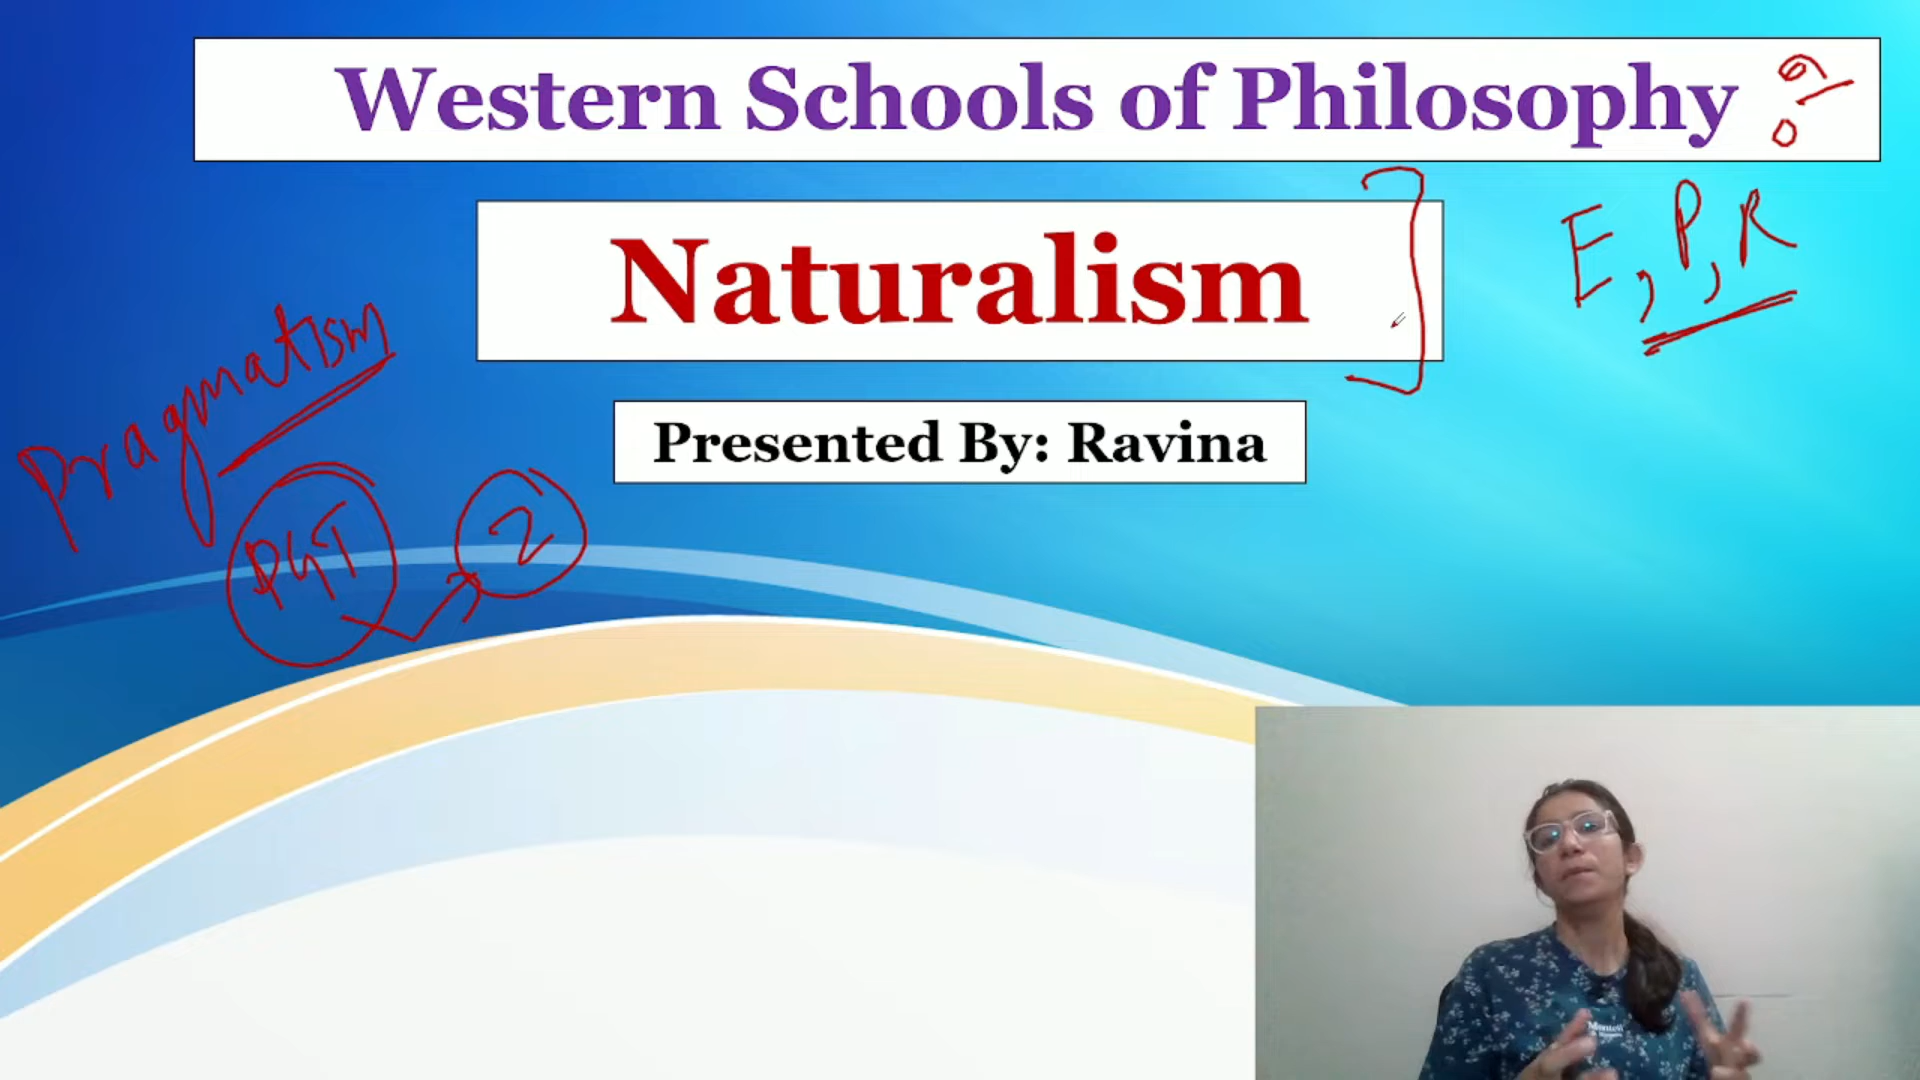 Western Schools of Philosophy ?
Naturalism
E, P, R
Presented By: Ravina
Pragmatism
PGT
2